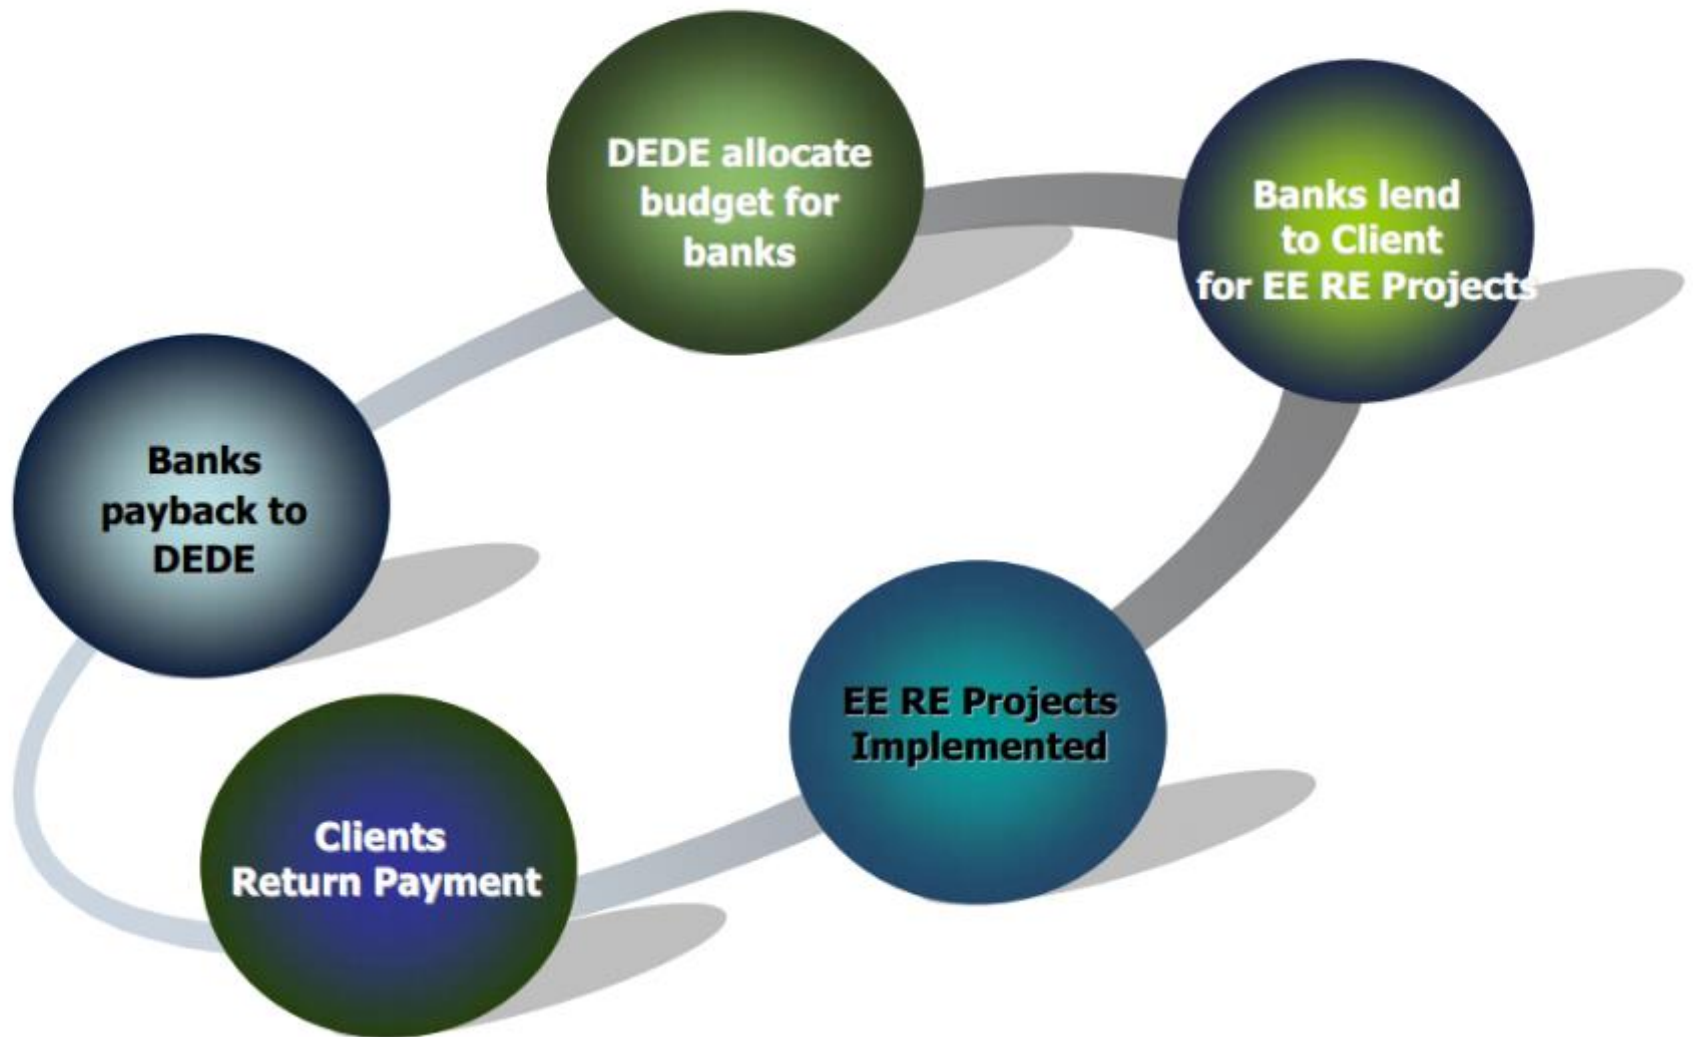 DEDE allocate
budget for
banks
Banks lend
to Client
for EE RE Projects
Banks
payback to
DEDE
EE RE Projects
Implemented
Clients
Return Payment